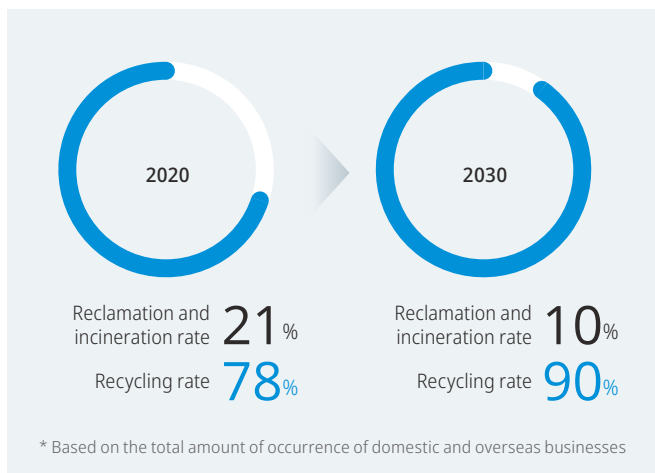 2020
2030
Reclamation and
incineration rate 21%
Recycling rate 78%
Reclamation and
incineration rate 10%
Recycling rate 90%
* Based on the total amount of occurrence of domestic and overseas businesses